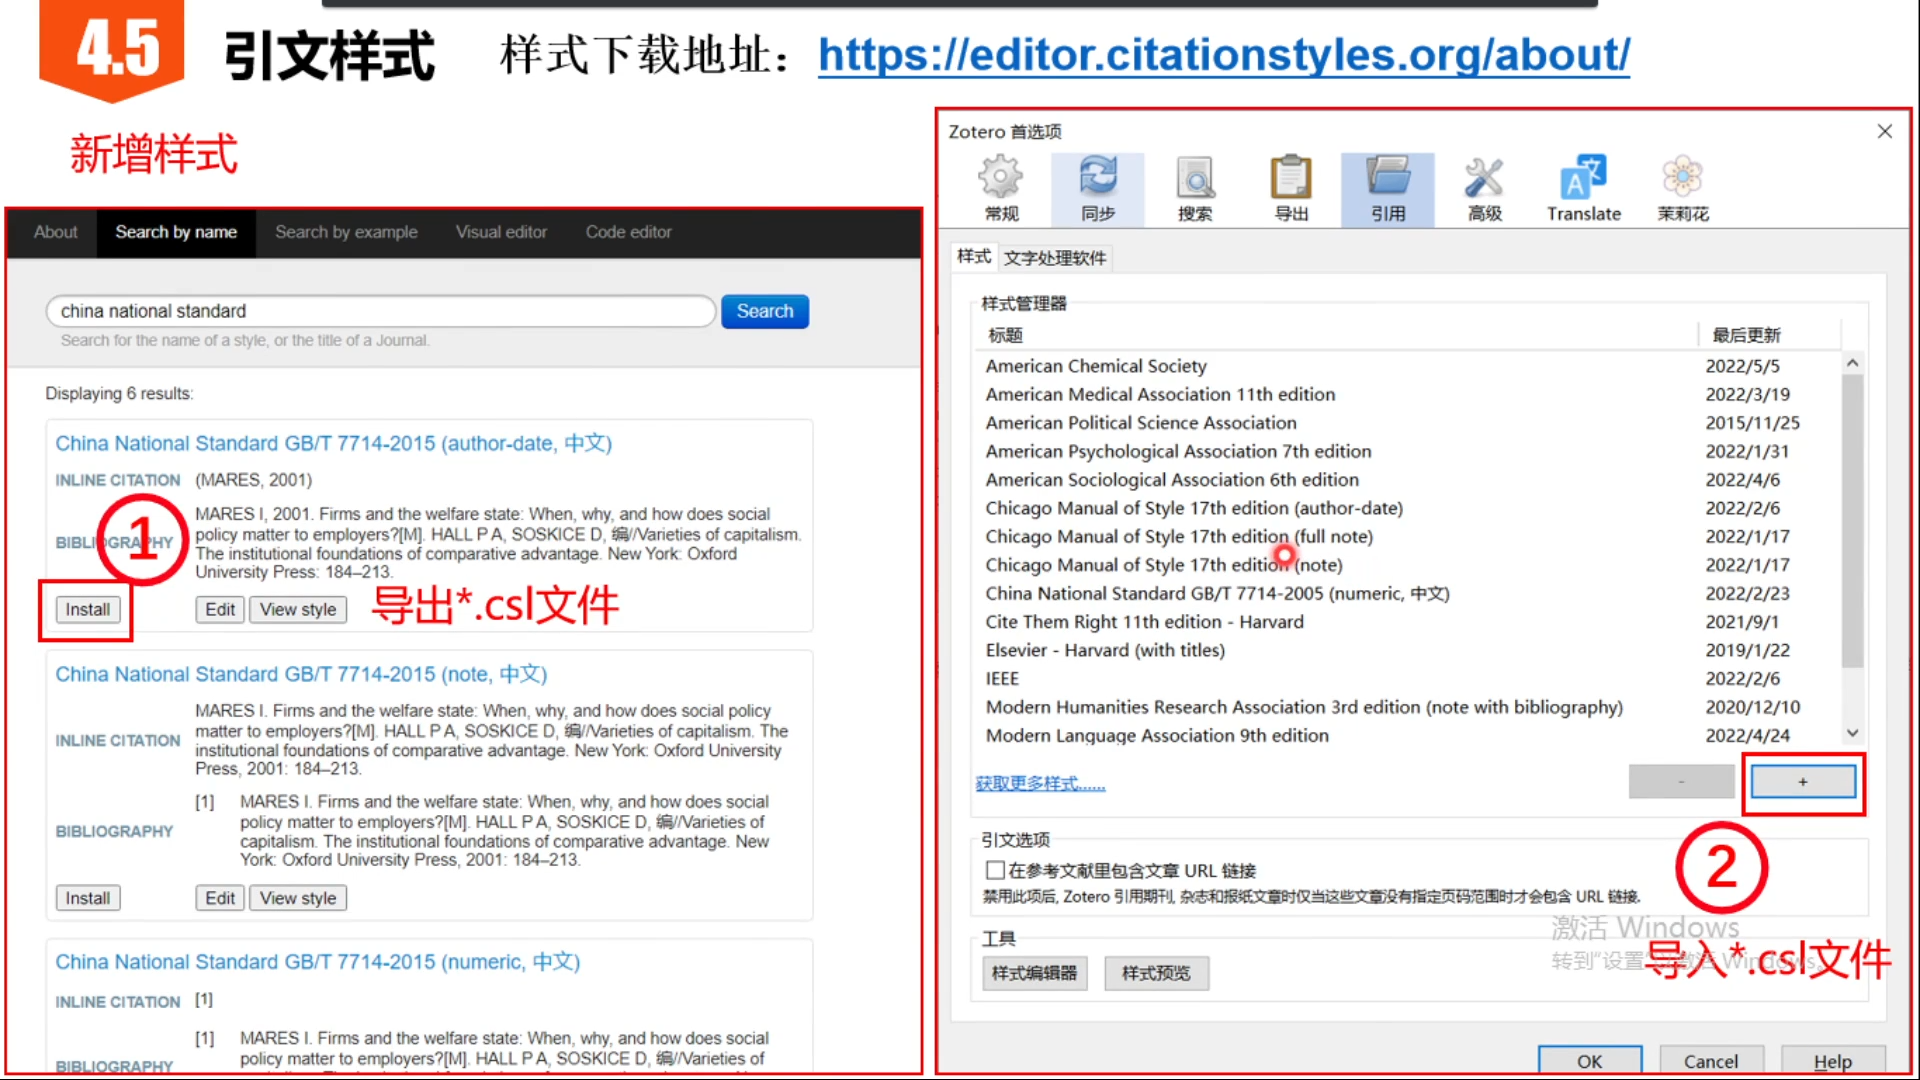 4.5
引文样式
样式下载地址：https://editor.citationstyles.org/about/
新增样式
About Search by name Search by example Visual editor Code editor
china national standard Search
Search for the name of a style, or the title of a Journal.
Displaying 6 results:
China National Standard GB/T 7714-2015 (author-date, 中文)
INLINE CITATION (MARES, 2001)
BIBLIOGRAPHY
MARES I, 2001. Firms and the welfare state: When, why, and how does social
policy matter to employers?[M]. HALL P A, SOSKICE D, 编//Varieties of capitalism.
The institutional foundations of comparative advantage. New York: Oxford
University Press: 184–213.
1
Install Edit View style
导出*.csl文件
China National Standard GB/T 7714-2015 (note, 中文)
INLINE CITATION
MARES I. Firms and the welfare state: When, why, and how does social policy
matter to employers?[M]. HALL P A, SOSKICE D, 编//Varieties of capitalism. The
institutional foundations of comparative advantage. New York: Oxford University
Press, 2001: 184–213.
BIBLIOGRAPHY
[1] MARES I. Firms and the welfare state: When, why, and how does social
policy matter to employers?[M]. HALL P A, SOSKICE D, 编//Varieties of
capitalism. The institutional foundations of comparative advantage. New
York: Oxford University Press, 2001: 184–213.
Install Edit View style
China National Standard GB/T 7714-2015 (numeric, 中文)
INLINE CITATION [1]
BIBLIOGRAPHY
[1] MARES I. Firms and the welfare state: When, why, and how does social
policy matter to employers?[M]. HALL P A, SOSKICE D, 编//Varieties of
Zotero 首选项
常规 同步 搜索 导出 引用 高级 Translate 茉莉花
样式 文字处理软件
样式管理器
标题 最后更新
American Chemical Society 2022/5/5
American Medical Association 11th edition 2022/3/19
American Political Science Association 2015/11/25
American Psychological Association 7th edition 2022/1/31
American Sociological Association 6th edition 2022/4/6
Chicago Manual of Style 17th edition (author-date) 2022/2/6
Chicago Manual of Style 17th edition (full note) 2022/1/17
Chicago Manual of Style 17th edition (note) 2022/1/17
China National Standard GB/T 7714-2005 (numeric, 中文) 2022/2/23
Cite Them Right 11th edition - Harvard 2021/9/1
Elsevier - Harvard (with titles) 2019/1/22
IEEE 2022/2/6
Modern Humanities Research Association 3rd edition (note with bibliography) 2020/12/10
Modern Language Association 9th edition 2022/4/24
获取更多样式...... - +
引文选项
在参考文献里包含文章 URL 链接
禁用此项后, Zotero 引用期刊, 杂志和报纸文章时仅当这些文章没有指定页码范围时才会包含 URL 链接.
2
激活 Windows
转到"设置"以激活 Windows。
导入*.csl文件
工具
样式编辑器 样式预览
OK Cancel Help